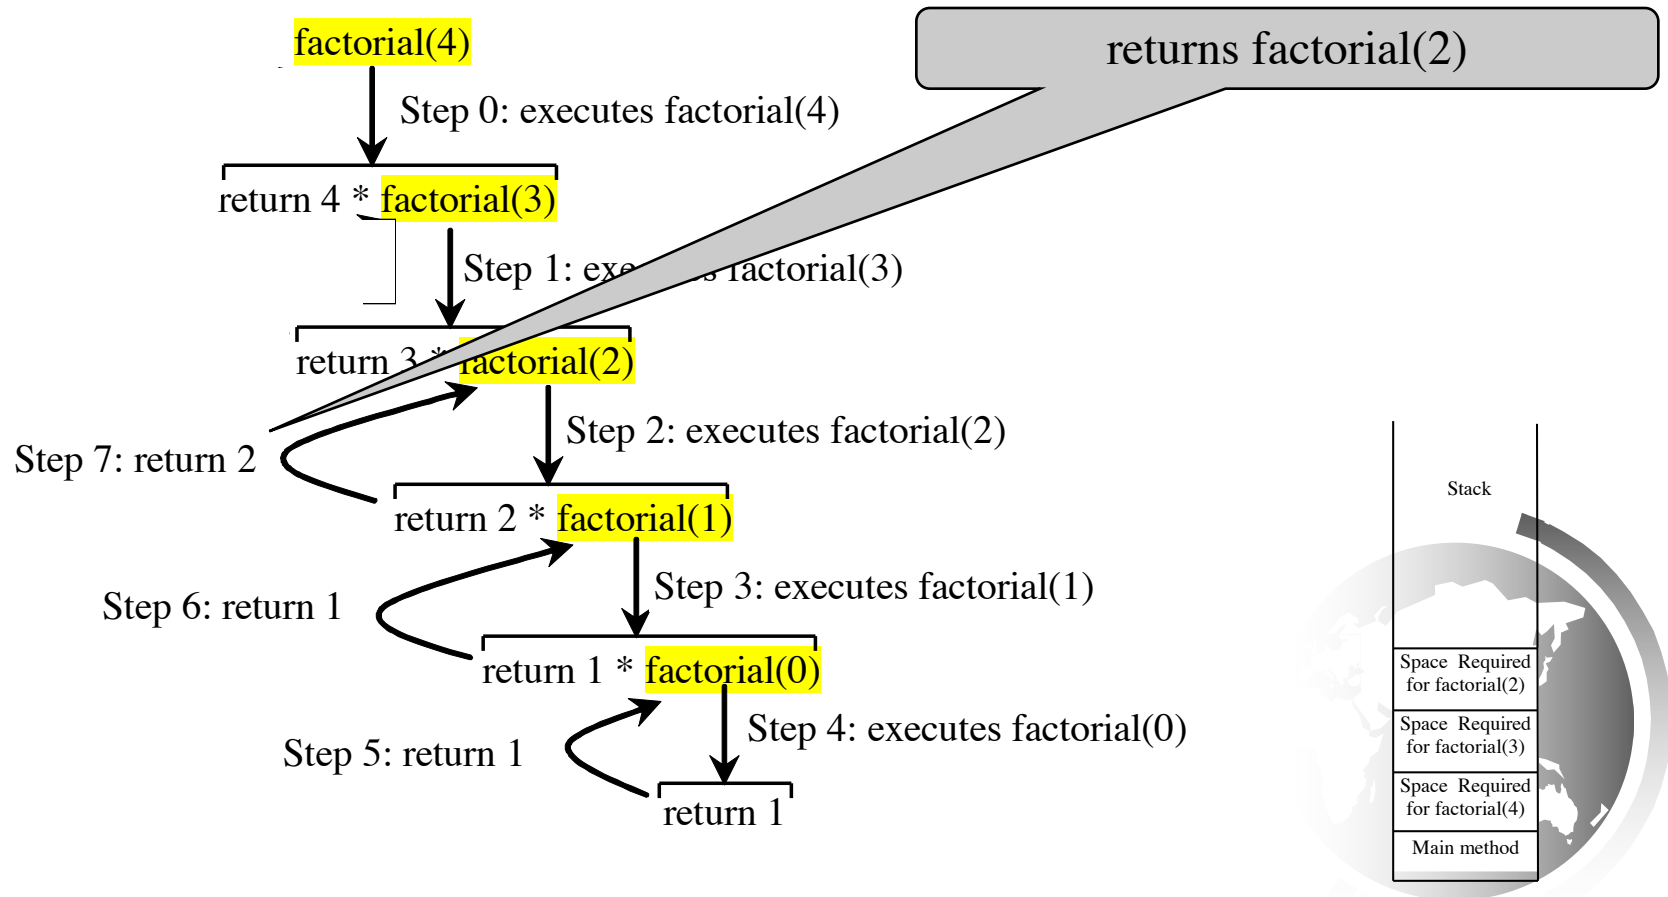 factorial(4)
returns factorial(2)
Step 0: executes factorial(4)
return 4 * factorial(3)
Step 1: exe s factorial(3)
return 3 * factorial(2)
Step 2: executes factorial(2)
Step 7: return 2
return 2 * factorial(1)
Step 3: executes factorial(1)
Step 6: return 1
return 1 * factorial(0)
Step 4: executes factorial(0)
Step 5: return 1
return 1
Stack
Space Required
for factorial(2)
Space Required
for factorial(3)
Space Required
for factorial(4)
Main method